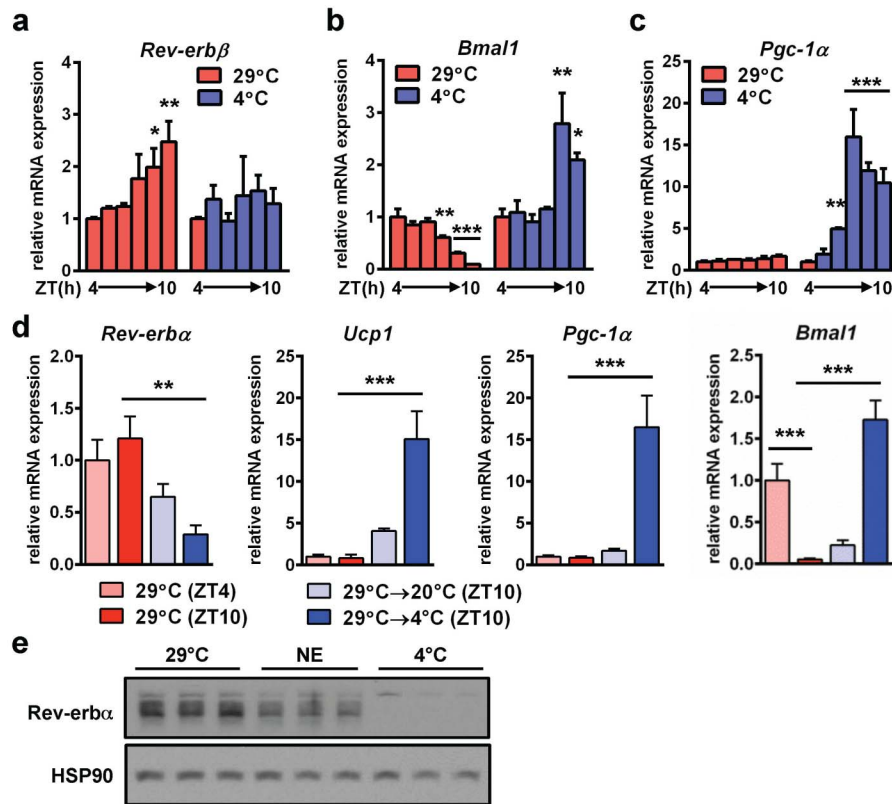 a
Rev-erbβ
29°C
4°C
relative mRNA expression
4
3
2
1
0
* **
ZT(h) 4 10 4 10
b
Bmal1
29°C
4°C
relative mRNA expression
4
3
2
1
0
** *** ** *
ZT(h) 4 10 4 10
c
Pgc-1α
29°C
4°C
relative mRNA expression
25
20
15
10
5
0
** ***
ZT(h) 4 10 4 10
d
Rev-erbα
relative mRNA expression
2.0
1.5
1.0
0.5
0.0
**
Ucp1
relative mRNA expression
25
20
15
10
5
0
***
Pgc-1α
relative mRNA expression
25
20
15
10
5
0
***
Bmal1
relative mRNA expression
2.0
1.5
1.0
0.5
0.0
*** ***
29°C (ZT4)
29°C (ZT10)
29°C→20°C (ZT10)
29°C→4°C (ZT10)
e
29°C NE 4°C
Rev-erbα
HSP90